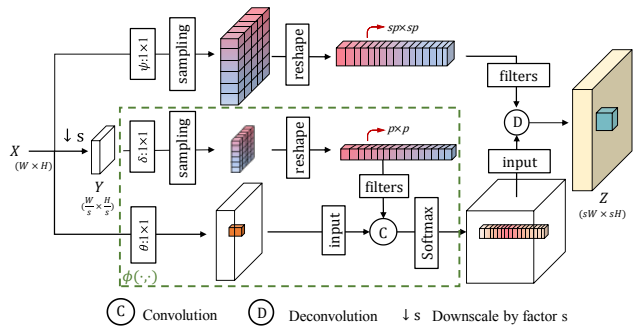 ψ:1×1
sampling
reshape
sp×sp
filters
↓ s
X
(W × H)
Y
(W/s × H/s)
δ:1×1
sampling
reshape
p×p
filters
D
input
Z
(sW × sH)
θ:1×1
input
C
Softmax
ϕ(·,·)
C Convolution D Deconvolution ↓ s Downscale by factor s